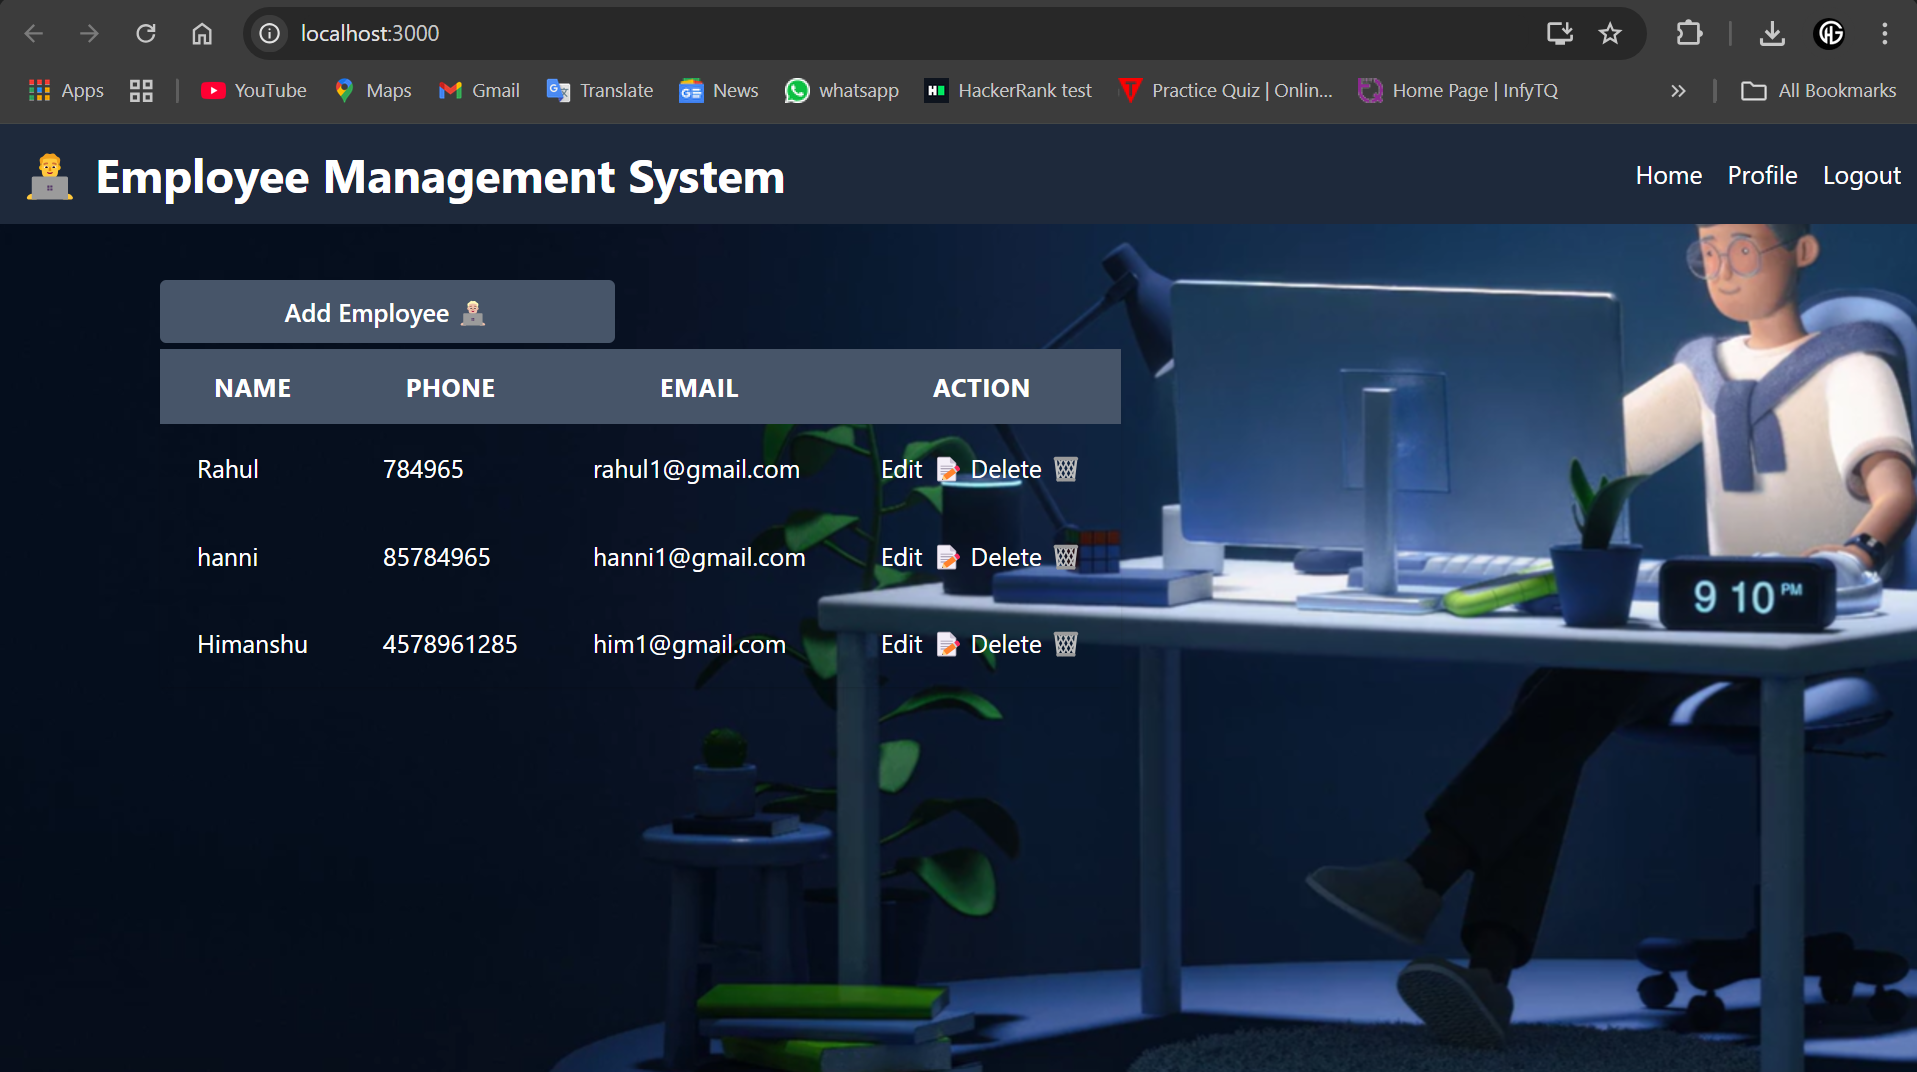 localhost:3000
Apps YouTube Maps Gmail Translate News whatsapp HackerRank test Practice Quiz | Onlin... Home Page | InfyTQ » All Bookmarks
Employee Management System Home Profile Logout
Add Employee
NAME PHONE EMAIL ACTION
Rahul 784965 rahul1@gmail.com Edit Delete
hanni 85784965 hanni1@gmail.com Edit Delete
Himanshu 4578961285 him1@gmail.com Edit Delete
9 10 PM